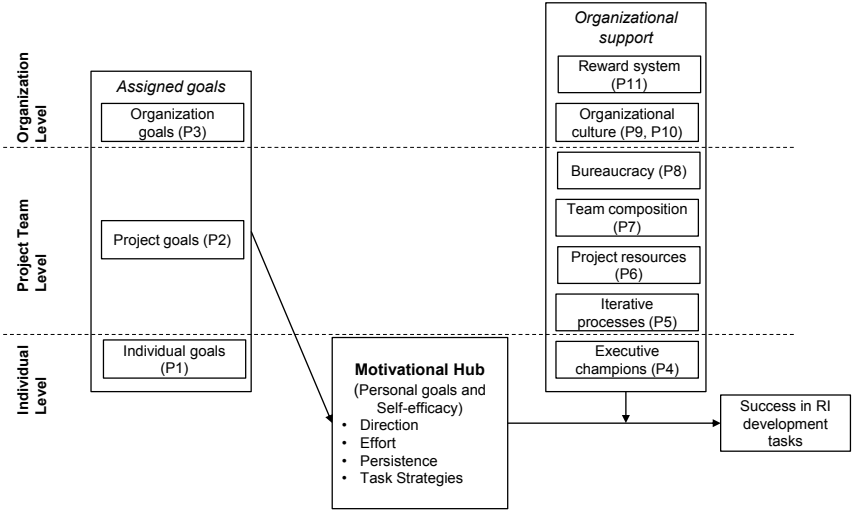 Organization
Level
Project Team
Level
Individual
Level
Assigned goals
Organization
goals (P3)
Project goals (P2)
Individual goals
(P1)
Motivational Hub
(Personal goals and
Self-efficacy)
• Direction
• Effort
• Persistence
• Task Strategies
Organizational
support
Reward system
(P11)
Organizational
culture (P9, P10)
Bureaucracy (P8)
Team composition
(P7)
Project resources
(P6)
Iterative
processes (P5)
Executive
champions (P4)
Success in RI
development
tasks